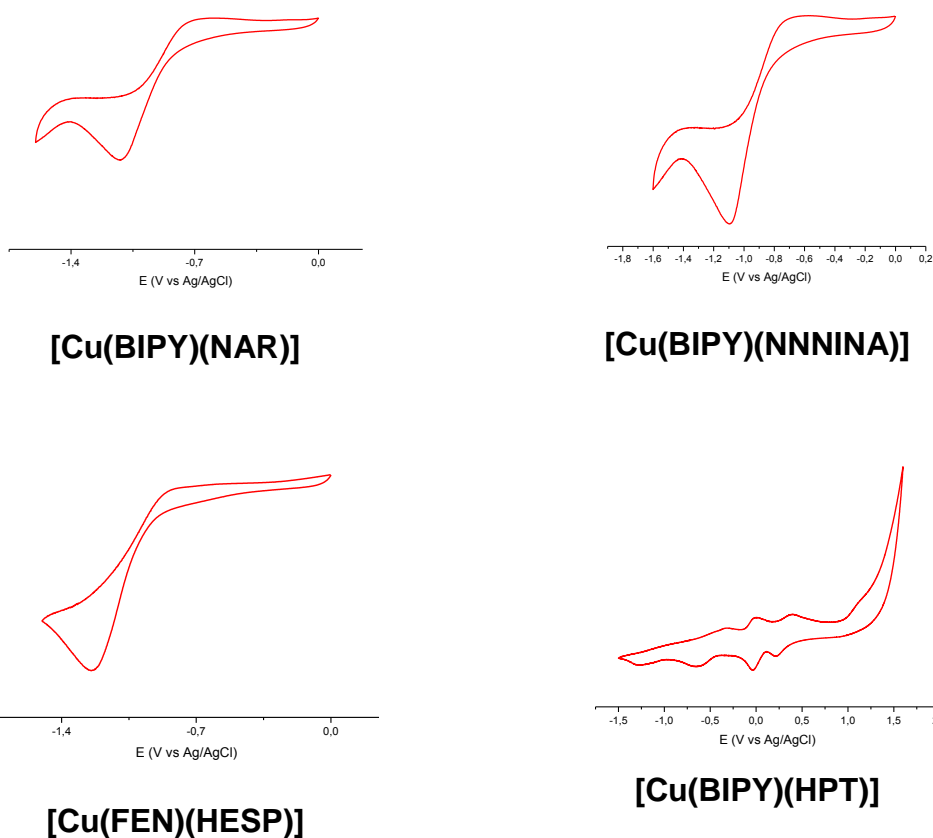 -1,4 -0,7 0,0
E (V vs Ag/AgCl)
[Cu(BIPY)(NAR)]
-1,8 -1,6 -1,4 -1,2 -1,0 -0,8 -0,6 -0,4 -0,2 0,0 0,2
E (V vs Ag/AgCl)
[Cu(BIPY)(NNNINA)]
-1,4 -0,7 0,0
E (V vs Ag/AgCl)
[Cu(FEN)(HESP)]
-1,5 -1,0 -0,5 0,0 0,5 1,0 1,5
E (V vs Ag/AgCl)
[Cu(BIPY)(HPT)]